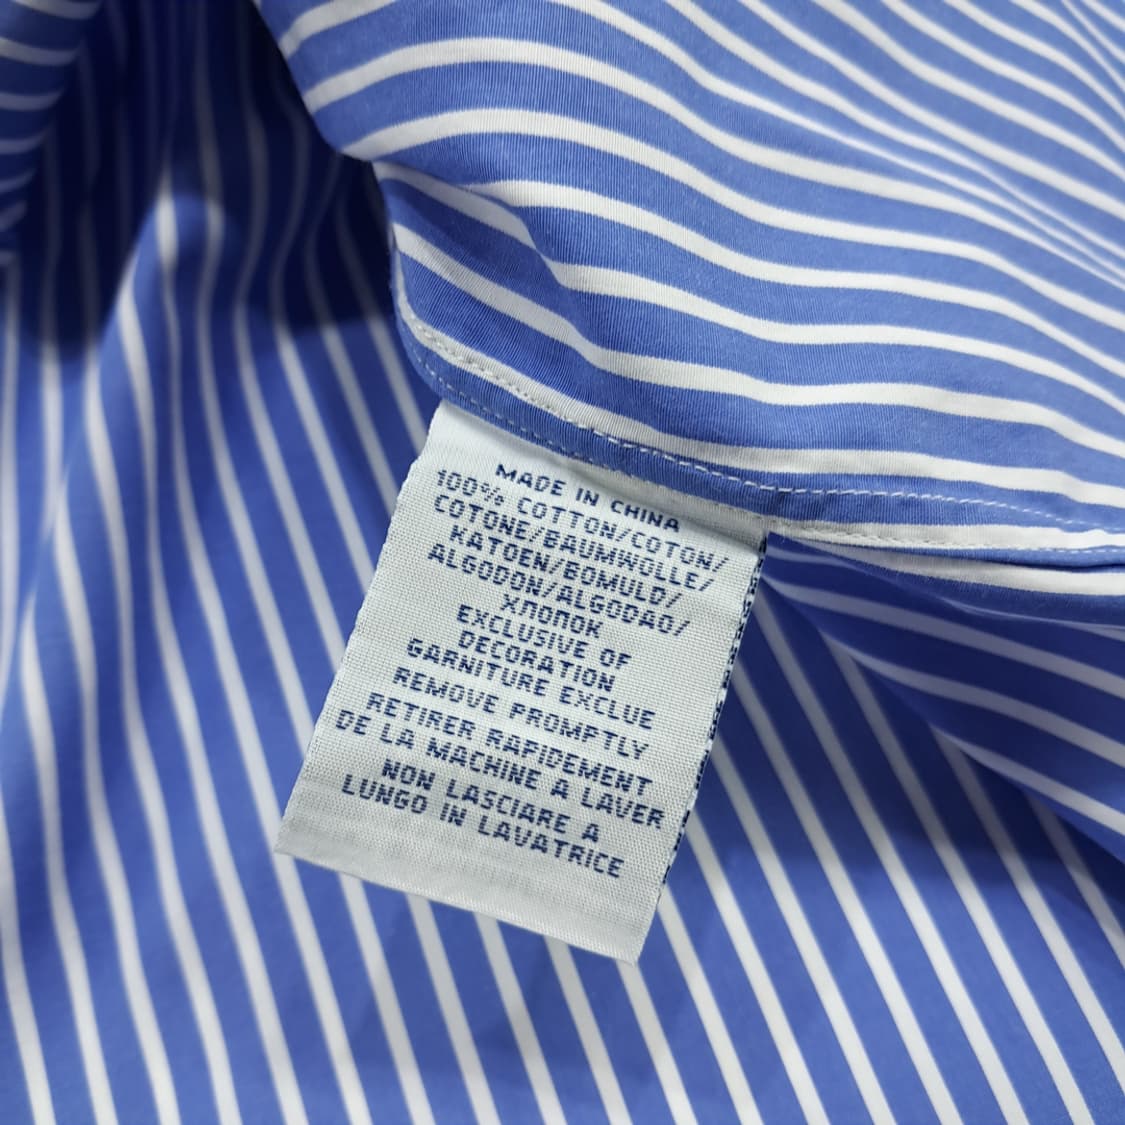 MADE IN CHINA
100% COTTON/COTON/
COTONE/BAUMWOLLE/
KATOEN/BOMULD/
ALGODON/ALGODAO/
ХЛОПОК
EXCLUSIVE OF
DECORATION
GARNITURE EXCLUE
REMOVE PROMPTLY
RETIRER RAPIDEMENT
DE LA MACHINE A LAVER
NON LASCIARE A
LUNGO IN LAVATRICE